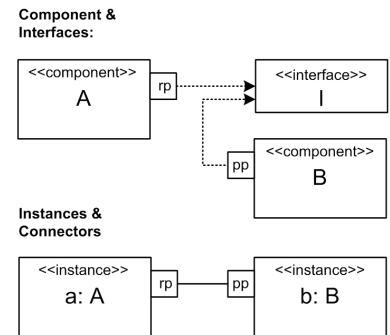 Component &
Interfaces:
<<component>>
A
rp
<<interface>>
I
pp
<<component>>
B
Instances &
Connectors
<<instance>>
a: A
rp
pp
<<instance>>
b: B